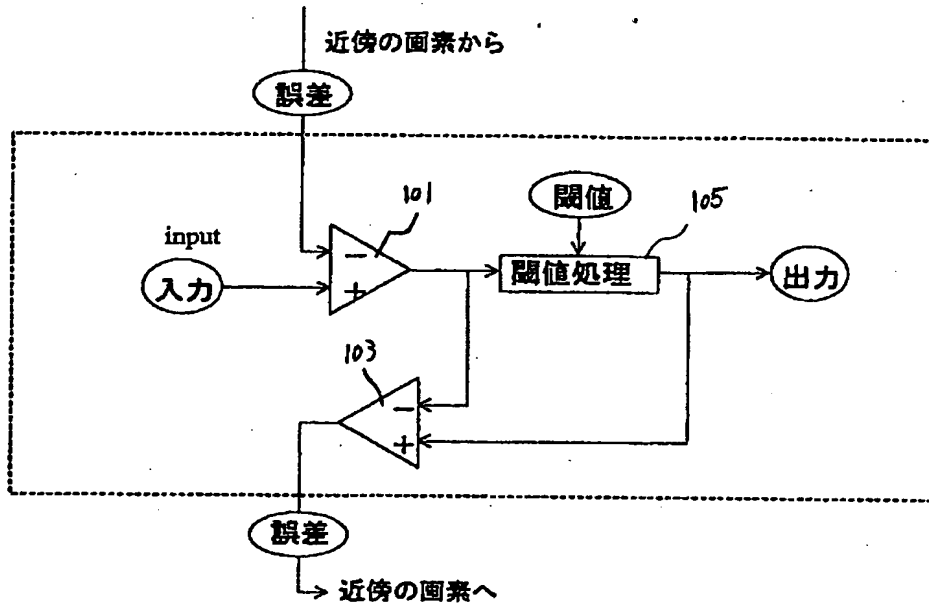 近傍の画素から
誤差
101
閾値
105
input
−
閾値処理
入力
+
出力
103
−
+
誤差
近傍の画素へ